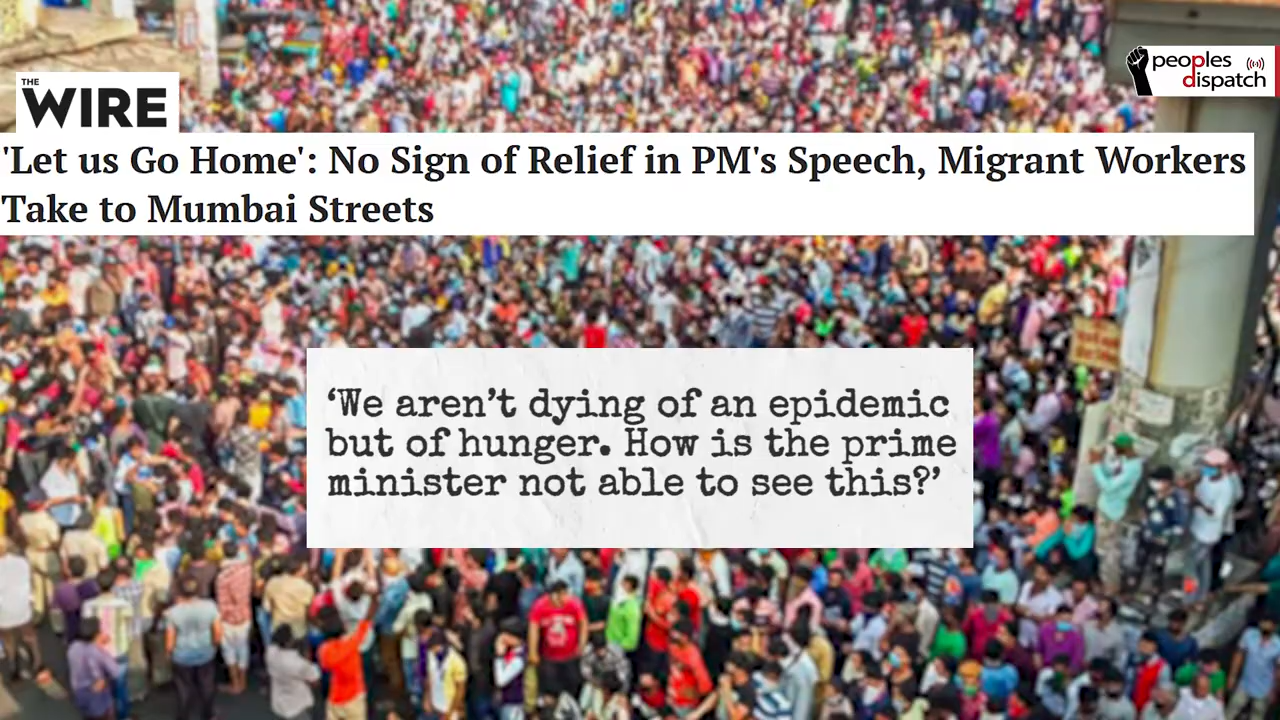 THE
WIRE
peoples
dispatch
'Let us Go Home': No Sign of Relief in PM's Speech, Migrant Workers
Take to Mumbai Streets
‘We aren’t dying of an epidemic
but of hunger. How is the prime
minister not able to see this?’